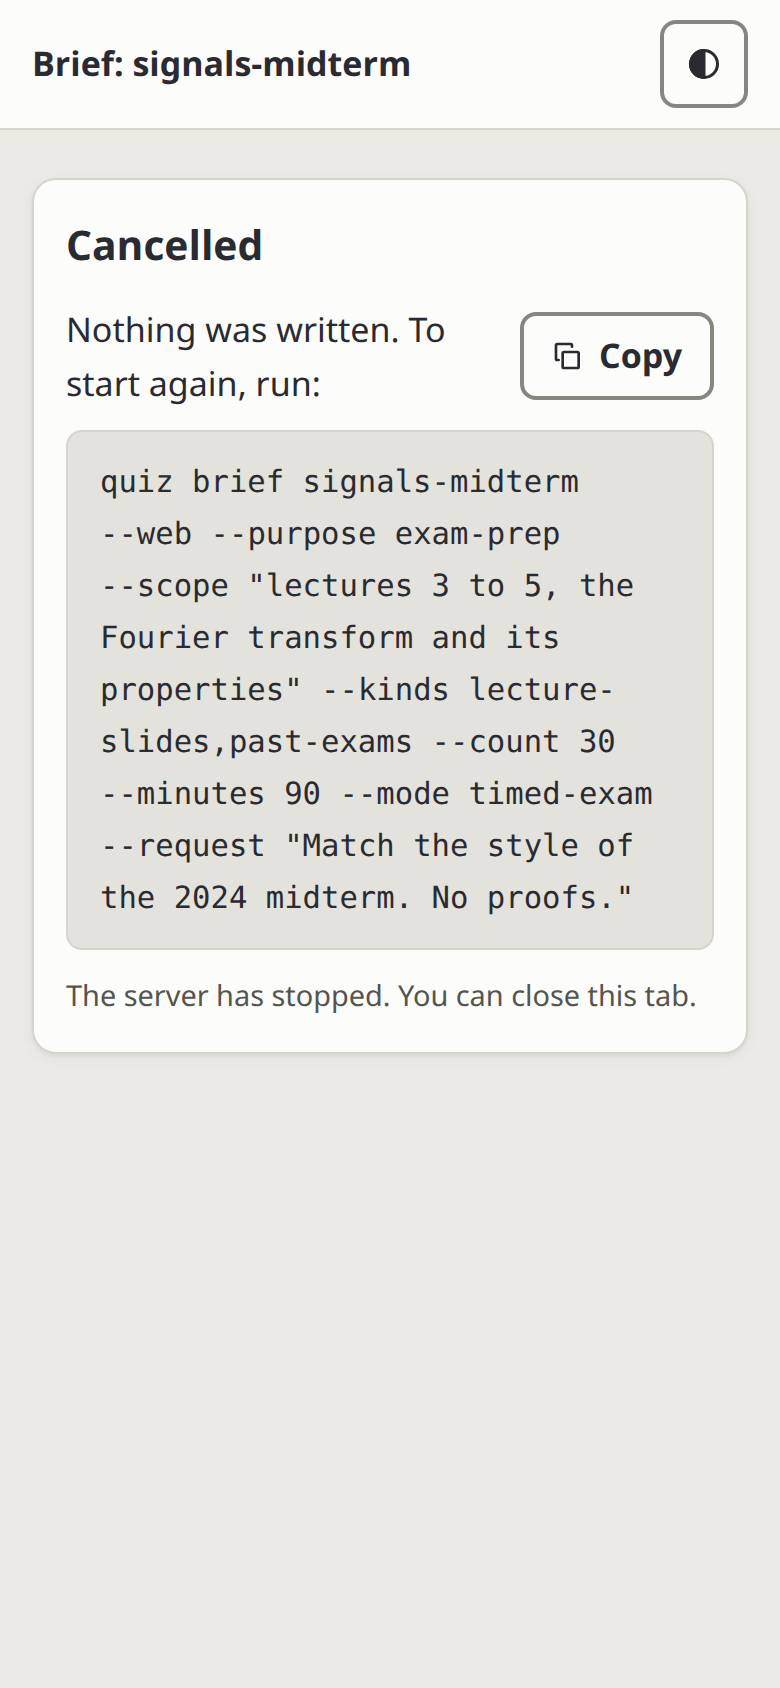 Brief: signals-midterm
Cancelled
Nothing was written. To
start again, run:
Copy
quiz brief signals-midterm
--web --purpose exam-prep
--scope "lectures 3 to 5, the
Fourier transform and its
properties" --kinds lecture-
slides,past-exams --count 30
--minutes 90 --mode timed-exam
--request "Match the style of
the 2024 midterm. No proofs."
The server has stopped. You can close this tab.